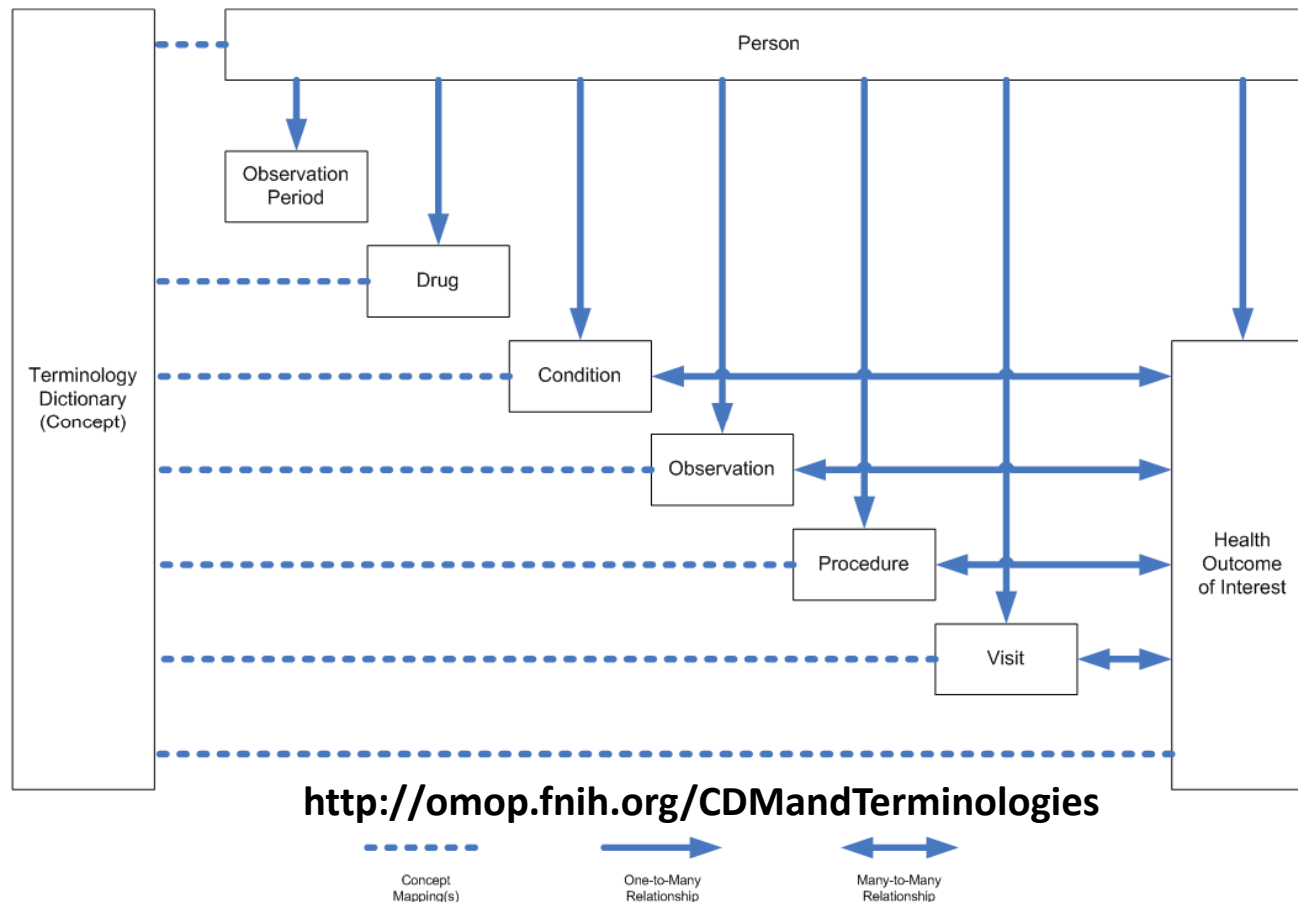 Person
Observation
Period
Drug
Terminology
Dictionary
(Concept)
Condition
Observation
Procedure
Health
Outcome
of Interest
Visit
http://omop.fnih.org/CDMandTerminologies
Concept
Mapping(s)
One-to-Many
Relationship
Many-to-Many
Relationship